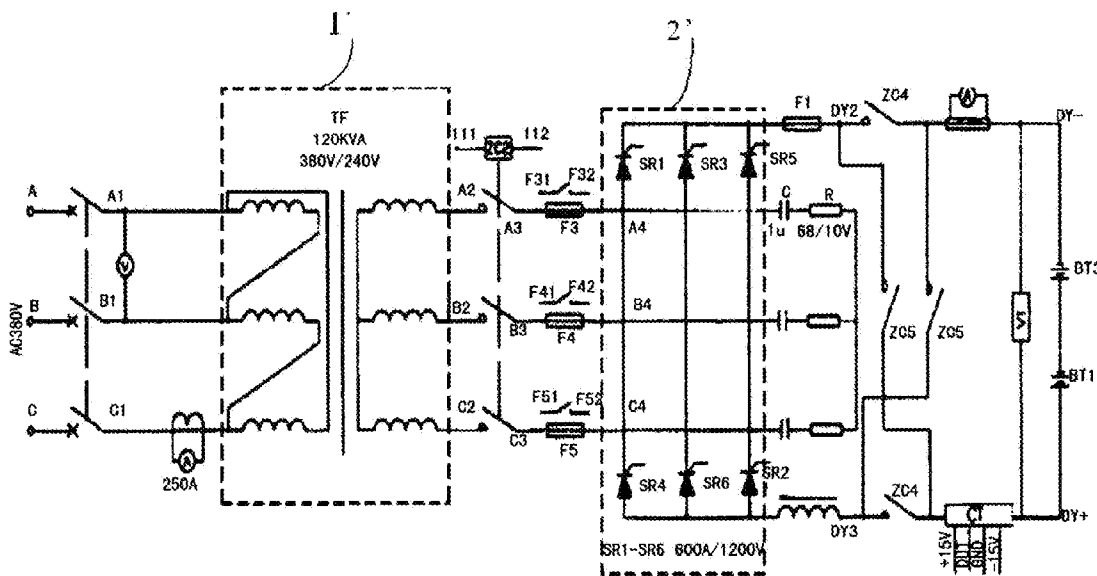 1'
2'
TF
120KVA
380V/240V
111
ZC2
112
F1
DY2
ZC4
A
DY-
SR1
SR3
SR5
A
A1
A2
F31
F32
A3
F3
A4
C
R
1u
68/10V
V
BT3
B
B1
B2
F41
F42
B3
F4
B4
ZC5
ZC5
AC380V
BT1
C
C1
C2
F51
F52
C3
F5
C4
A
250A
SR4
SR6
SR2
DY3
ZC4
CT
DY+
SR1-SR6 600A/1200V
+15V
GND
-15V